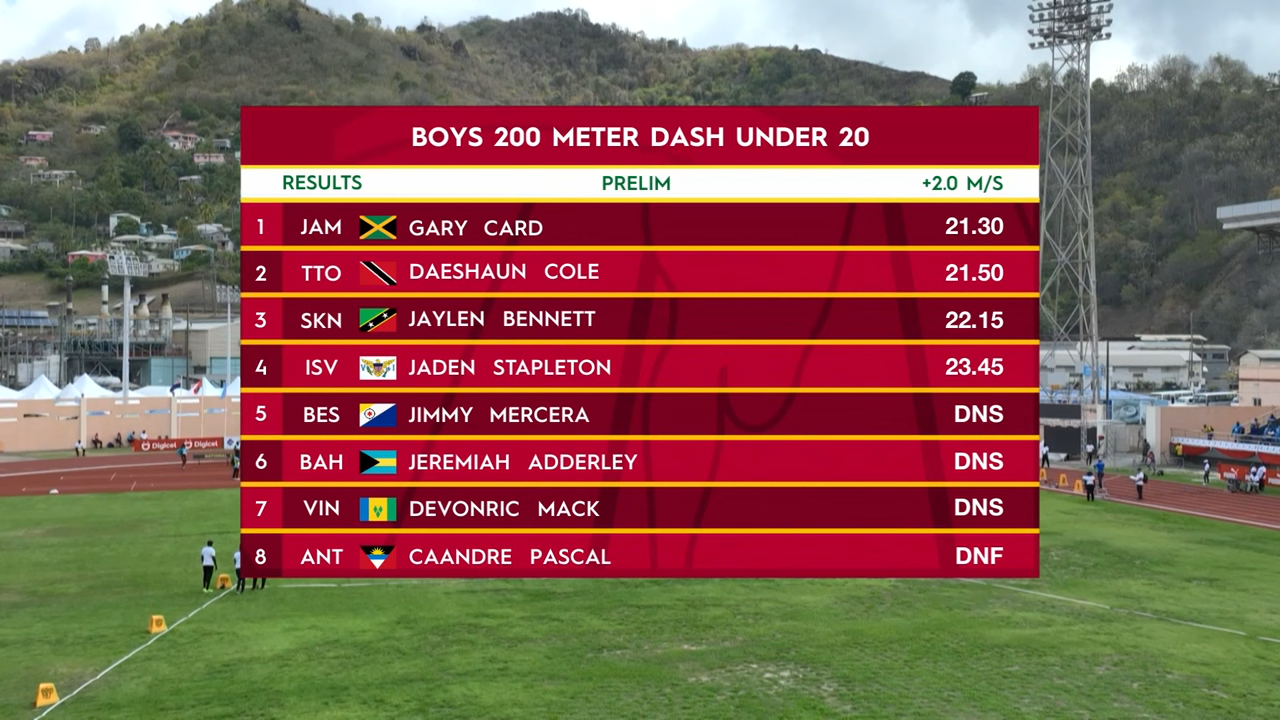 BOYS 200 METER DASH UNDER 20
RESULTS PRELIM +2.0 M/S
1 JAM GARY CARD 21.30
2 TTO DAESHAUN COLE 21.50
3 SKN JAYLEN BENNETT 22.15
4 ISV JADEN STAPLETON 23.45
5 BES JIMMY MERCERA DNS
6 BAH JEREMIAH ADDERLEY DNS
7 VIN DEVONRIC MACK DNS
8 ANT CAANDRE PASCAL DNF
Digicel Digicel